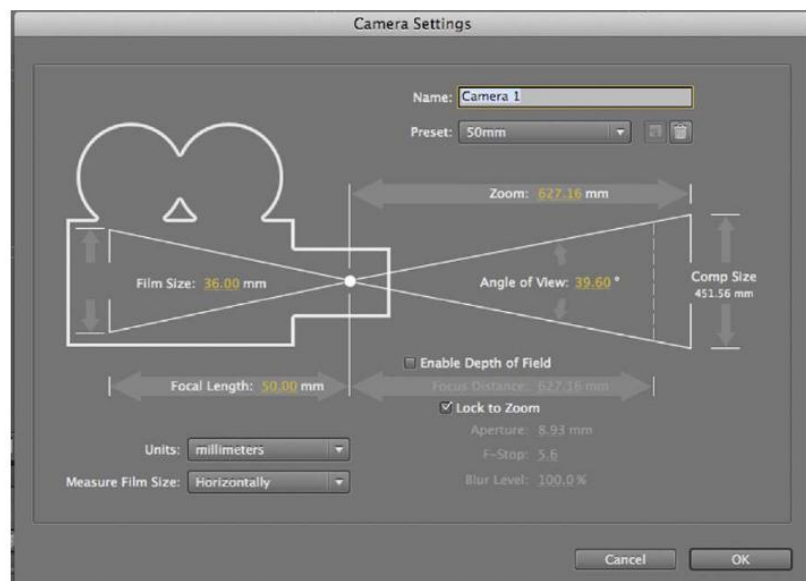 Camera Settings
Name: Camera 1
Preset: 50mm
Zoom: 627.16 mm
Film Size: 36.00 mm
Angle of View: 39.60 °
Comp Size
451.56 mm
Enable Depth of Field
Focal Length: 50.00 mm
Focus Distance: 627.16 mm
Lock to Zoom
Units: millimeters
Aperture: 8.93 mm
F-Stop: 5.6
Measure Film Size: Horizontally
Blur Level: 100.0 %
Cancel
OK